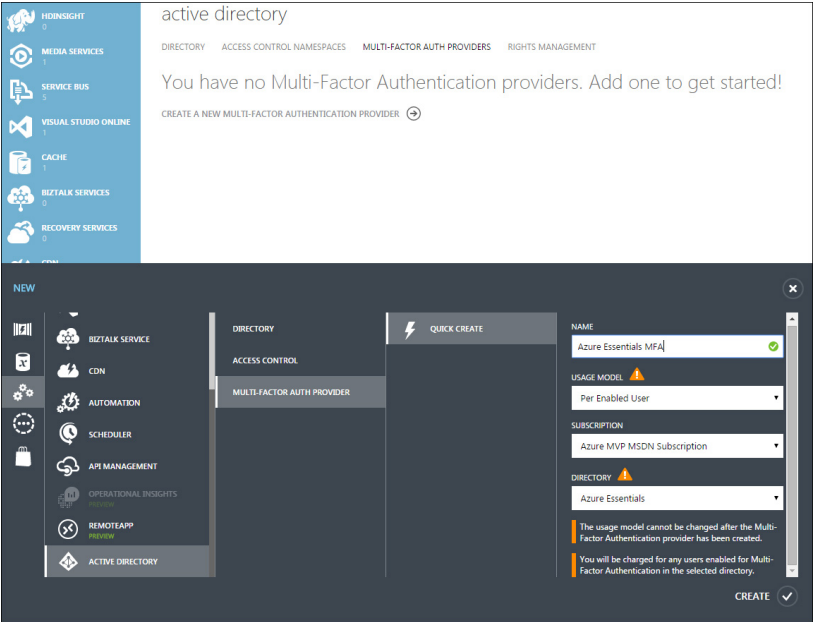 HDINSIGHT
0
MEDIA SERVICES
1
SERVICE BUS
5
VISUAL STUDIO ONLINE
1
CACHE
1
BIZTALK SERVICES
0
RECOVERY SERVICES
0
CDN
active directory
DIRECTORY ACCESS CONTROL NAMESPACES MULTI-FACTOR AUTH PROVIDERS RIGHTS MANAGEMENT
You have no Multi-Factor Authentication providers. Add one to get started!
CREATE A NEW MULTI-FACTOR AUTHENTICATION PROVIDER
NEW
BIZTALK SERVICE
CDN
AUTOMATION
SCHEDULER
API MANAGEMENT
OPERATIONAL INSIGHTS
PREVIEW
REMOTEAPP
PREVIEW
ACTIVE DIRECTORY
DIRECTORY
ACCESS CONTROL
MULTI-FACTOR AUTH PROVIDER
QUICK CREATE
NAME
Azure Essentials MFA
USAGE MODEL
Per Enabled User
SUBSCRIPTION
Azure MVP MSDN Subscription
DIRECTORY
Azure Essentials
The usage model cannot be changed after the Multi-
Factor Authentication provider has been created.
You will be charged for any users enabled for Multi-
Factor Authentication in the selected directory.
CREATE